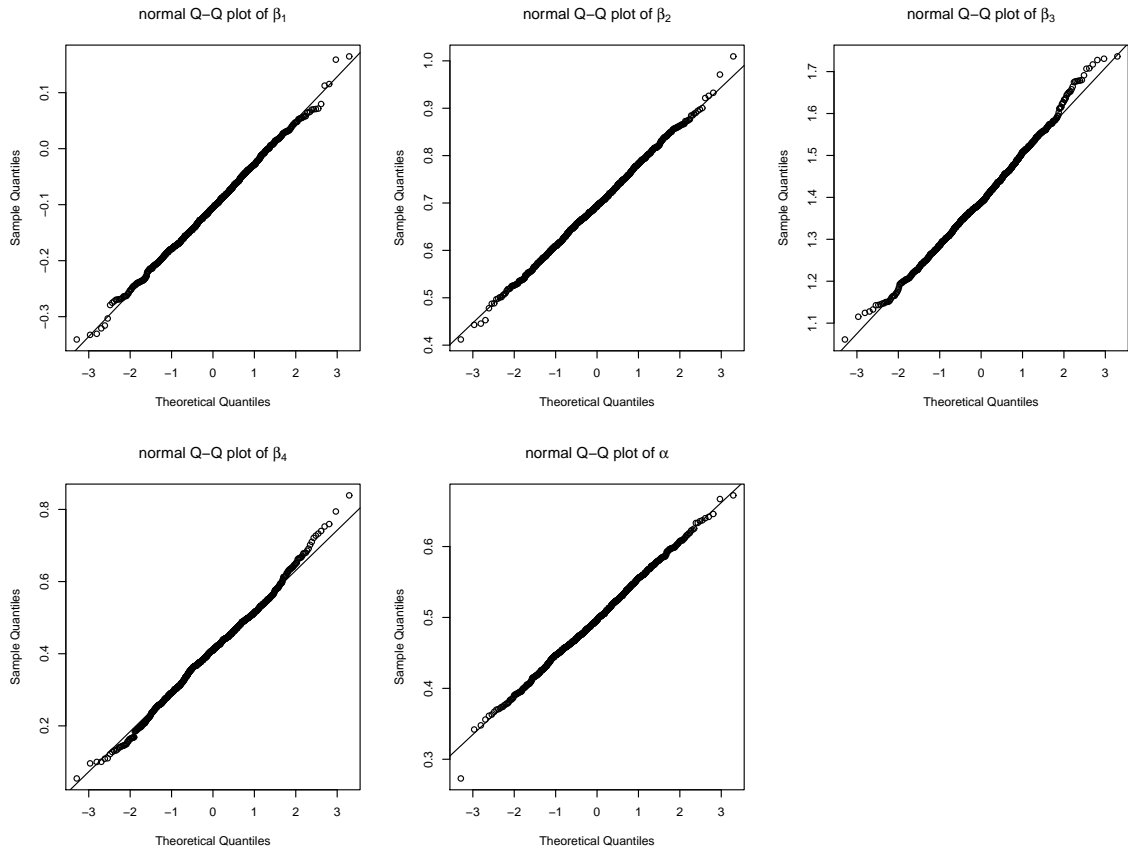 normal Q−Q plot of β₁
Sample Quantiles
0.1
0.0
−0.1
−0.2
−0.3
−3 −2 −1 0 1 2 3
Theoretical Quantiles
normal Q−Q plot of β₂
Sample Quantiles
1.0
0.9
0.8
0.7
0.6
0.5
0.4
−3 −2 −1 0 1 2 3
Theoretical Quantiles
normal Q−Q plot of β₃
Sample Quantiles
1.7
1.6
1.5
1.4
1.3
1.2
1.1
−3 −2 −1 0 1 2 3
Theoretical Quantiles
normal Q−Q plot of β₄
Sample Quantiles
0.8
0.6
0.4
0.2
−3 −2 −1 0 1 2 3
Theoretical Quantiles
normal Q−Q plot of α
Sample Quantiles
0.6
0.5
0.4
0.3
−3 −2 −1 0 1 2 3
Theoretical Quantiles